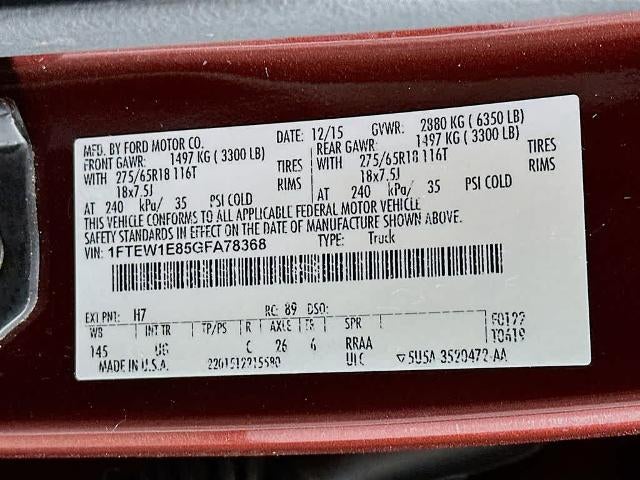 MFD. BY FORD MOTOR CO. DATE: 12/15 GVWR: 2880 KG ( 6350 LB)
FRONT GAWR: 1497 KG ( 3300 LB) REAR GAWR: 1497 KG ( 3300 LB)
WITH 275/65R18 116T TIRES WITH 275/65R18 116T TIRES
18x7.5J RIMS 18x7.5J RIMS
AT 240 kPa/ 35 PSI COLD AT 240 kPa/ 35 PSI COLD
THIS VEHICLE CONFORMS TO ALL APPLICABLE FEDERAL MOTOR VEHICLE
SAFETY STANDARDS IN EFFECT ON THE DATE OF MANUFACTURE SHOWN ABOVE.
VIN: 1FTEW1E85GFA78368 TYPE: Truck
EXT PNT: H7 RC: 89 DSO:
WB INT TR TP/PS R AXLE TR SPR
145 UG C 26 6 RRAA
MADE IN U.S.A. UIC ▽ 5U5A 3520472 AA